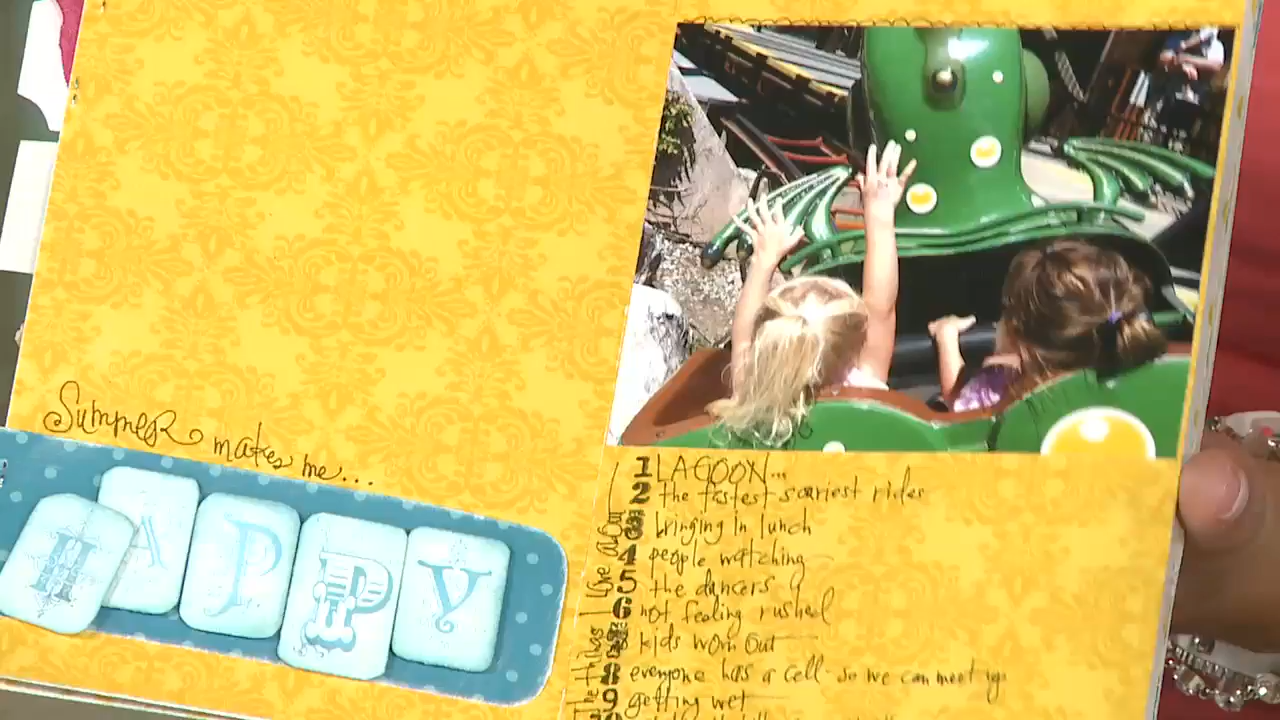 Summer makes me...
HAPPY
The things I love about
1 LAGOON...
2 the fastest scariest rides
3 bringing in lunch
4 people watching
5 the dancers
6 not feeling rushed
7 kids worn out
8 everyone has a cell so we can meet up
9 getting wet